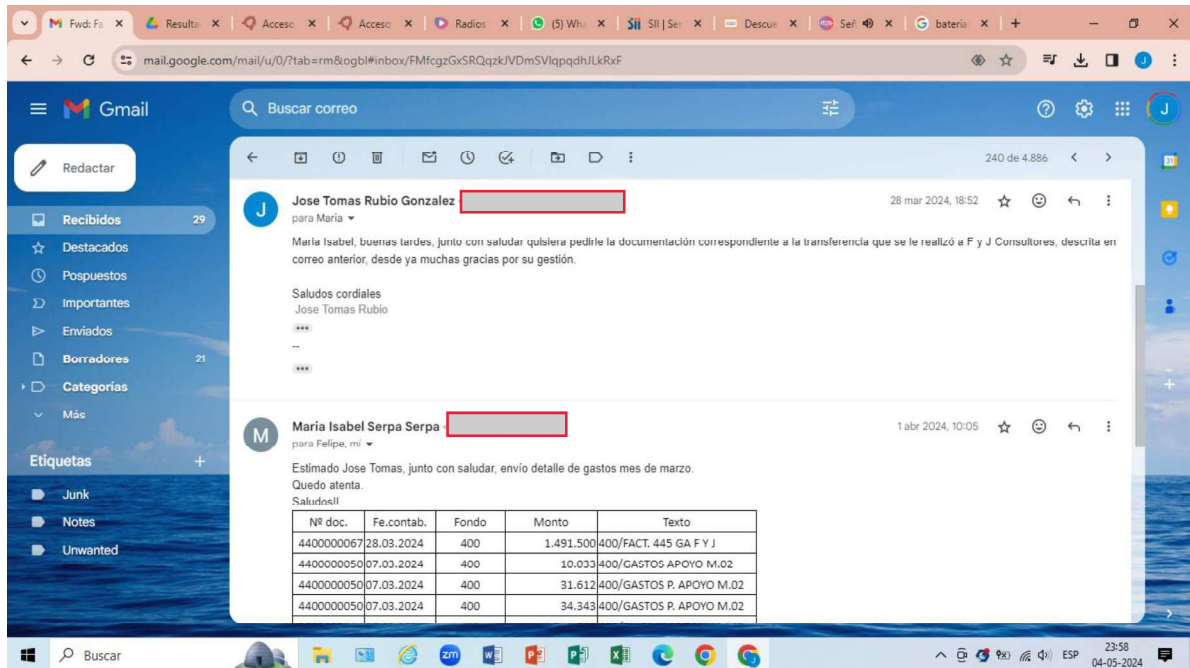 Fwd: Fa
Resulta
Acceso
Acceso
Radios
(5) Wha
SII | Ser
Descue
Señ
bateria
mail.google.com/mail/u/0/?tab=rm&ogbl#inbox/FMfcgzGxSRQqzkJVDmSVlqpqdhJLkRxF
J
Gmail
Buscar correo
J
Redactar
240 de 4.886
Recibidos 29
Destacados
Pospuestos
Importantes
Enviados
Borradores 21
Categorías
Más
Etiquetas
Junk
Notes
Unwanted
J
Jose Tomas Rubio Gonzalez
28 mar 2024, 18:52
para Maria
Maria Isabel, buenas tardes, junto con saludar quisiera pedirle la documentación correspondiente a la transferencia que se le realizó a F y J Consultores, descrita en
correo anterior, desde ya muchas gracias por su gestión.
Saludos cordiales
Jose Tomas Rubio
--
M
Maria Isabel Serpa Serpa
1 abr 2024, 10:05
para Felipe, mí
Estimado Jose Tomas, junto con saludar, envío detalle de gastos mes de marzo.
Quedo atenta.
Saludos!!
Nº doc. Fe.contab. Fondo Monto Texto
4400000067 28.03.2024 400 1.491.500 400/FACT. 445 GA F Y J
4400000050 07.03.2024 400 10.033 400/GASTOS APOYO M.02
4400000050 07.03.2024 400 31.612 400/GASTOS P. APOYO M.02
4400000050 07.03.2024 400 34.343 400/GASTOS P. APOYO M.02
Buscar
ESP
23:58
04-05-2024